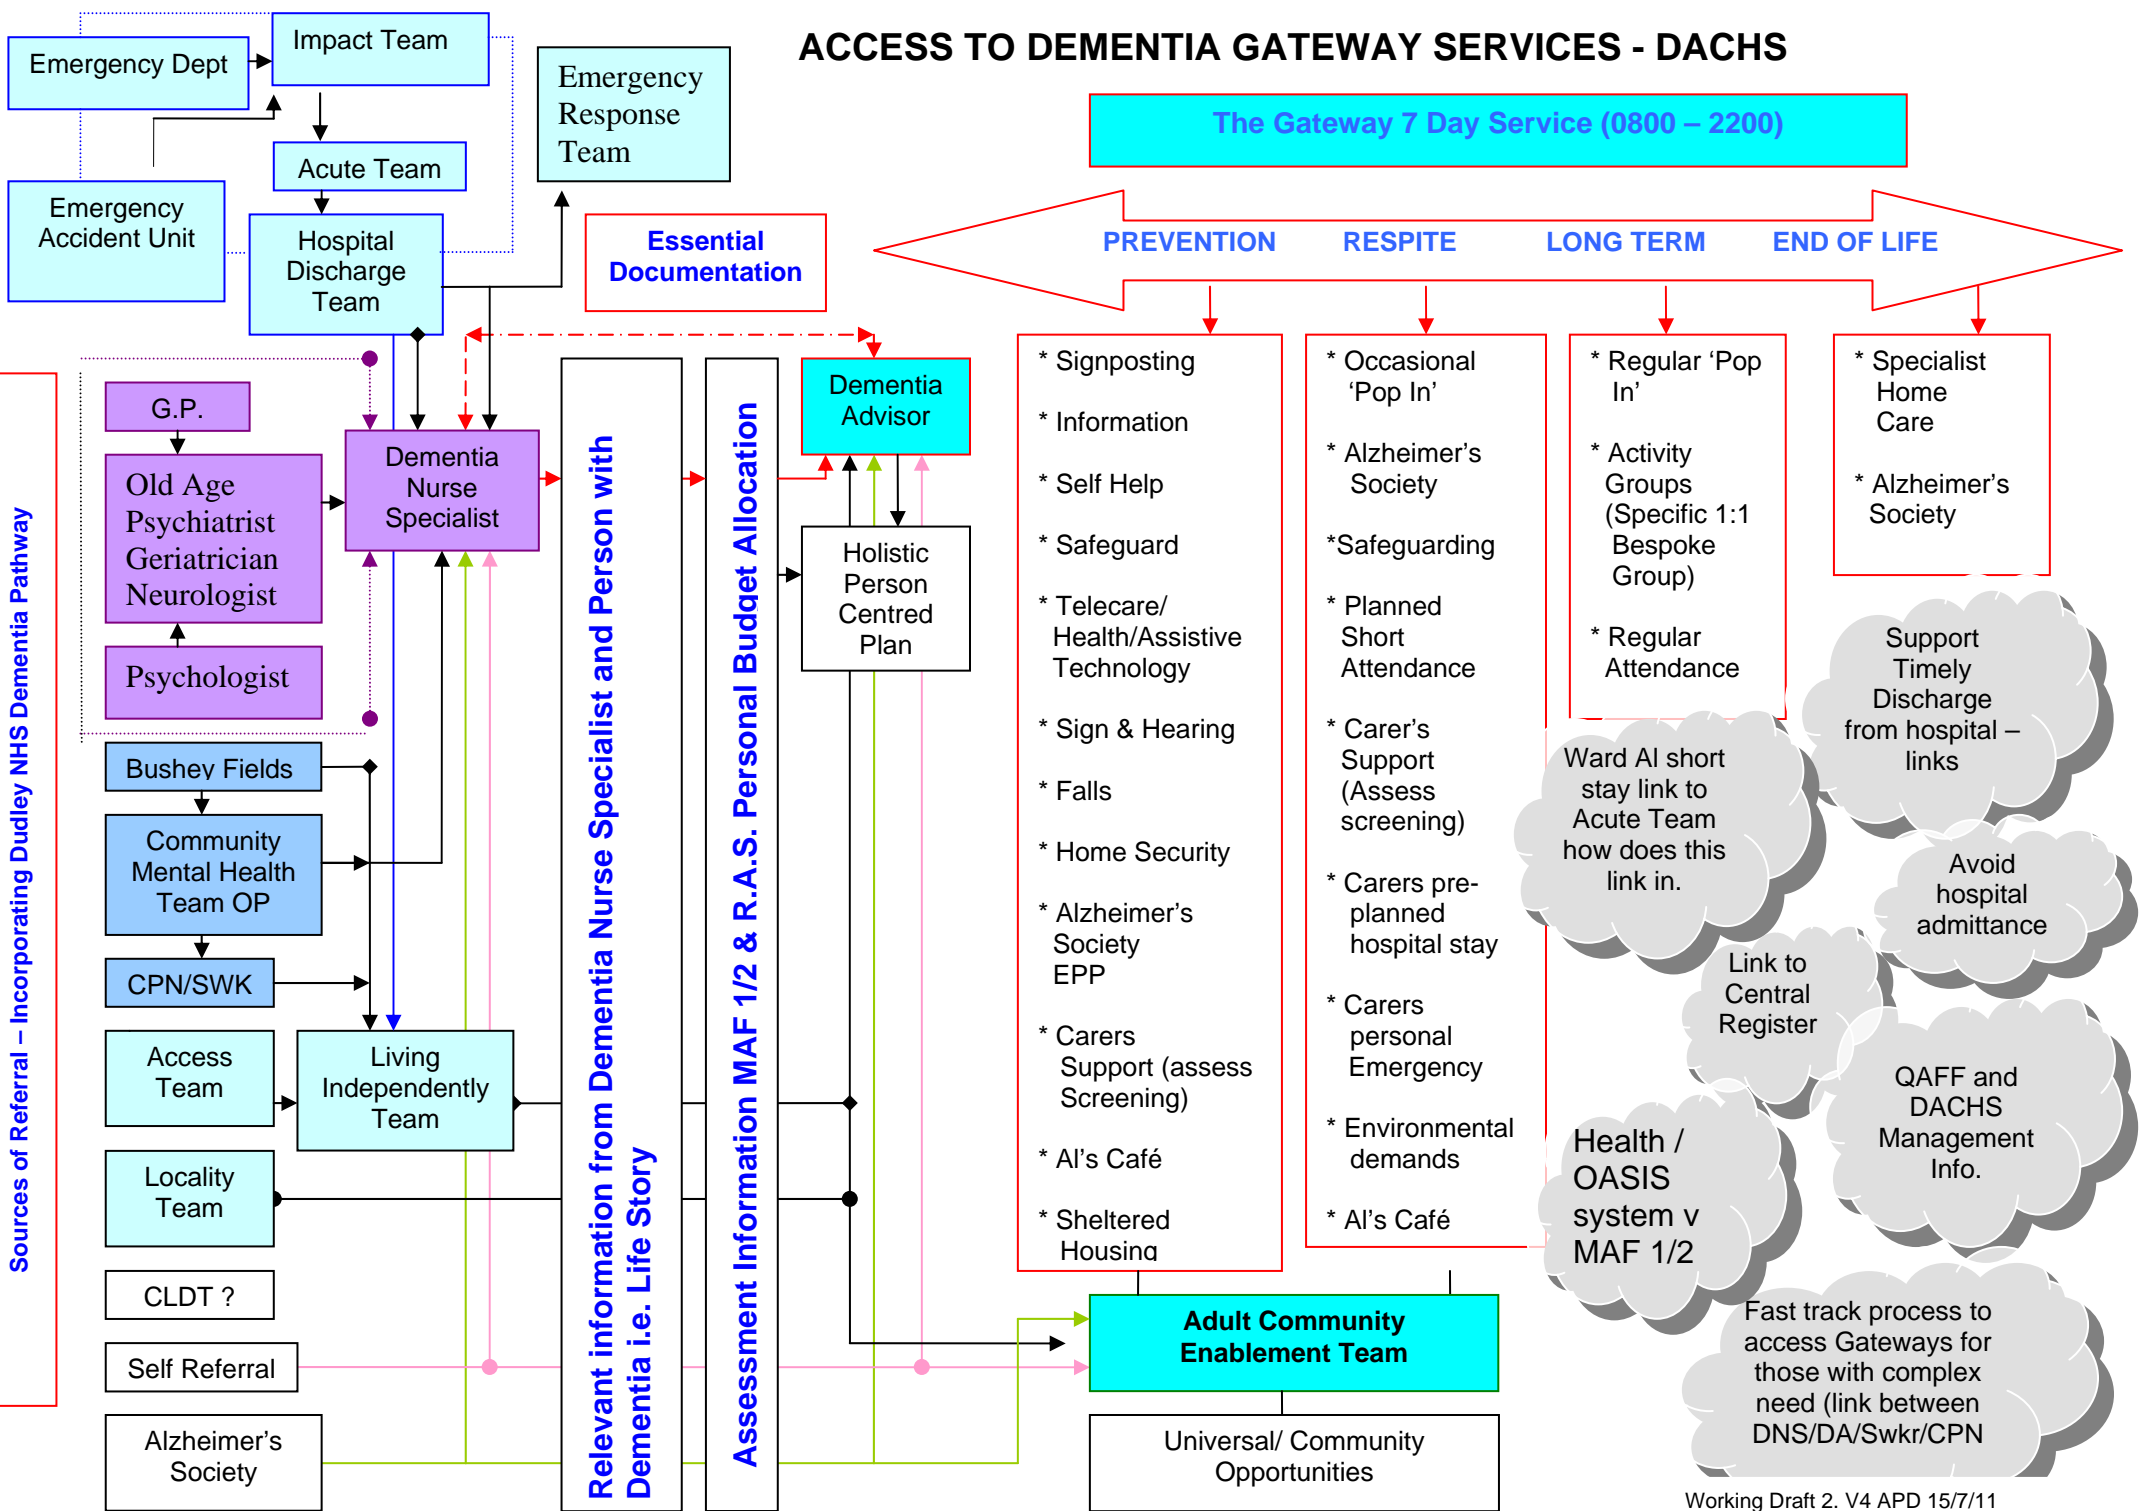 ACCESS TO DEMENTIA GATEWAY SERVICES - DACHS
Emergency Dept
Impact Team
Acute Team
Emergency
Accident Unit
Hospital
Discharge
Team
Emergency
Response
Team
Essential
Documentation
The Gateway 7 Day Service (0800 – 2200)
PREVENTION
RESPITE
LONG TERM
END OF LIFE
Sources of Referral – Incorporating Dudley NHS Dementia Pathway
G.P.
Old Age
Psychiatrist
Geriatrician
Neurologist
Psychologist
Dementia
Nurse
Specialist
Bushey Fields
Community
Mental Health
Team OP
CPN/SWK
Access
Team
Living
Independently
Team
Locality
Team
CLDT ?
Self Referral
Alzheimer's
Society
Relevant information from Dementia Nurse Specialist and Person with
Dementia i.e. Life Story
Assessment Information MAF 1/2 & R.A.S. Personal Budget Allocation
Dementia
Advisor
Holistic
Person
Centred
Plan
* Signposting
* Information
* Self Help
* Safeguard
* Telecare/
Health/Assistive
Technology
* Sign & Hearing
* Falls
* Home Security
* Alzheimer's
Society
EPP
* Carers
Support (assess
Screening)
* Al's Café
* Sheltered
Housing
* Occasional
'Pop In'
* Alzheimer's
Society
*Safeguarding
* Planned
Short
Attendance
* Carer's
Support
(Assess
screening)
* Carers pre-
planned
hospital stay
* Carers
personal
Emergency
* Environmental
demands
* Al's Café
* Regular 'Pop
In'
* Activity
Groups
(Specific 1:1
Bespoke
Group)
* Regular
Attendance
* Specialist
Home
Care
* Alzheimer's
Society
Support
Timely
Discharge
from hospital –
links
Ward AI short
stay link to
Acute Team
how does this
link in.
Avoid
hospital
admittance
Link to
Central
Register
QAFF and
DACHS
Management
Info.
Health /
OASIS
system v
MAF 1/2
Fast track process to
access Gateways for
those with complex
need (link between
DNS/DA/Swkr/CPN
Adult Community
Enablement Team
Universal/ Community
Opportunities
Working Draft 2. V4 APD 15/7/11